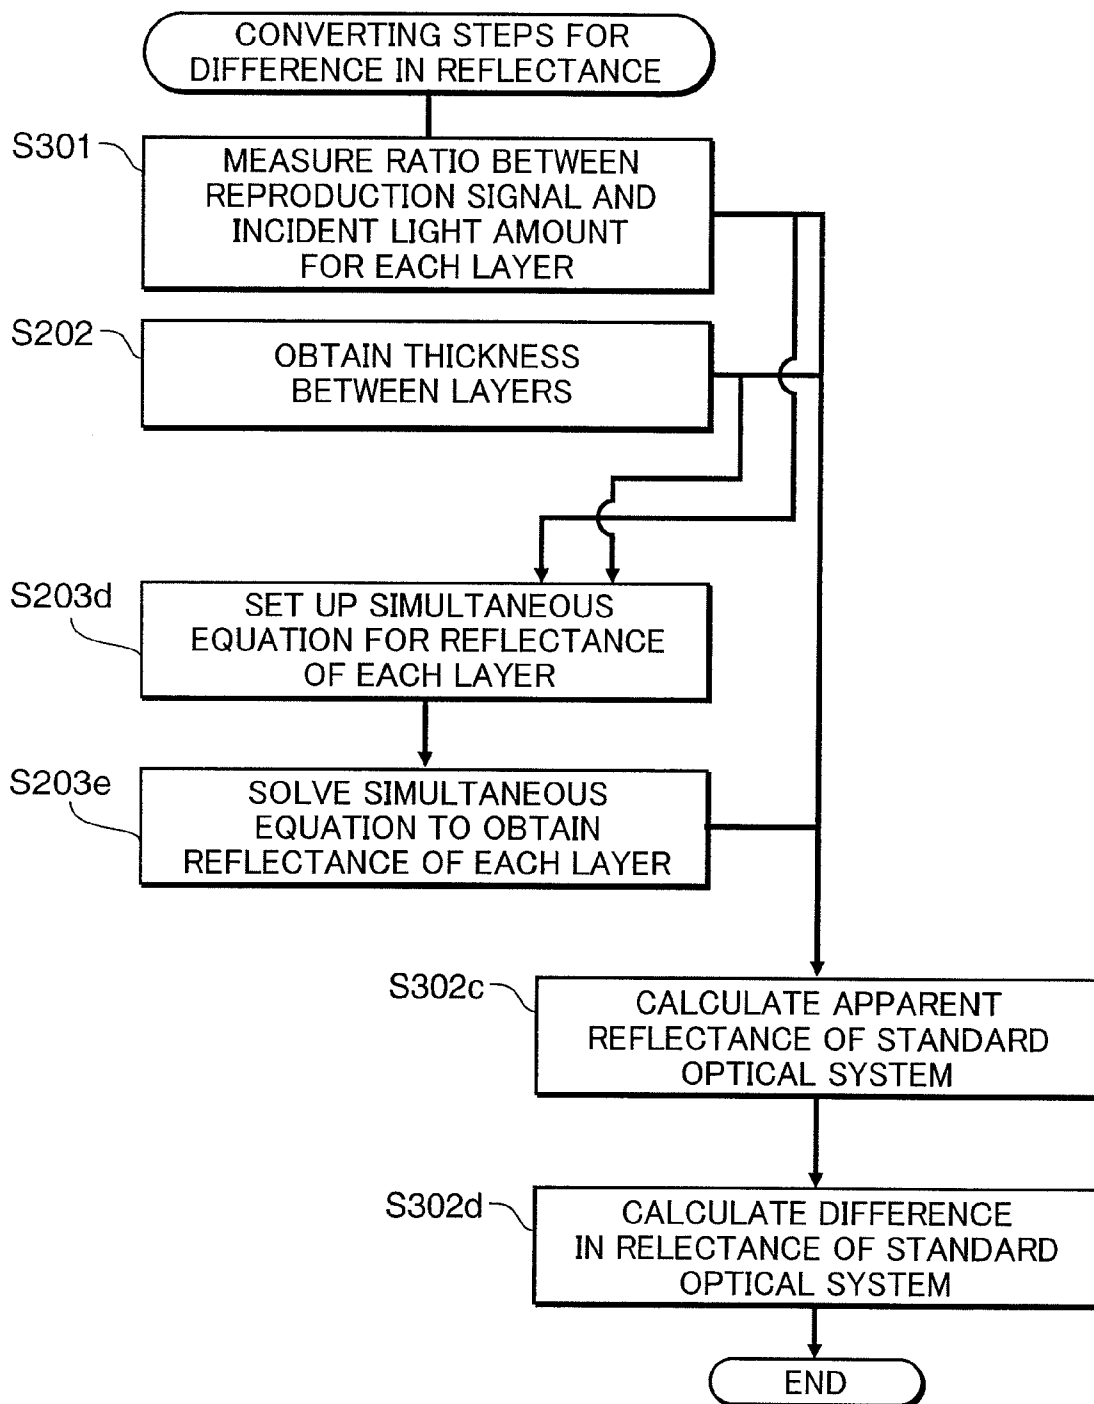 CONVERTING STEPS FOR
DIFFERENCE IN REFLECTANCE
S301
MEASURE RATIO BETWEEN
REPRODUCTION SIGNAL AND
INCIDENT LIGHT AMOUNT
FOR EACH LAYER
S202
OBTAIN THICKNESS
BETWEEN LAYERS
S203d
SET UP SIMULTANEOUS
EQUATION FOR REFLECTANCE
OF EACH LAYER
S203e
SOLVE SIMULTANEOUS
EQUATION TO OBTAIN
REFLECTANCE OF EACH LAYER
S302c
CALCULATE APPARENT
REFLECTANCE OF STANDARD
OPTICAL SYSTEM
S302d
CALCULATE DIFFERENCE
IN RELECTANCE OF STANDARD
OPTICAL SYSTEM
END